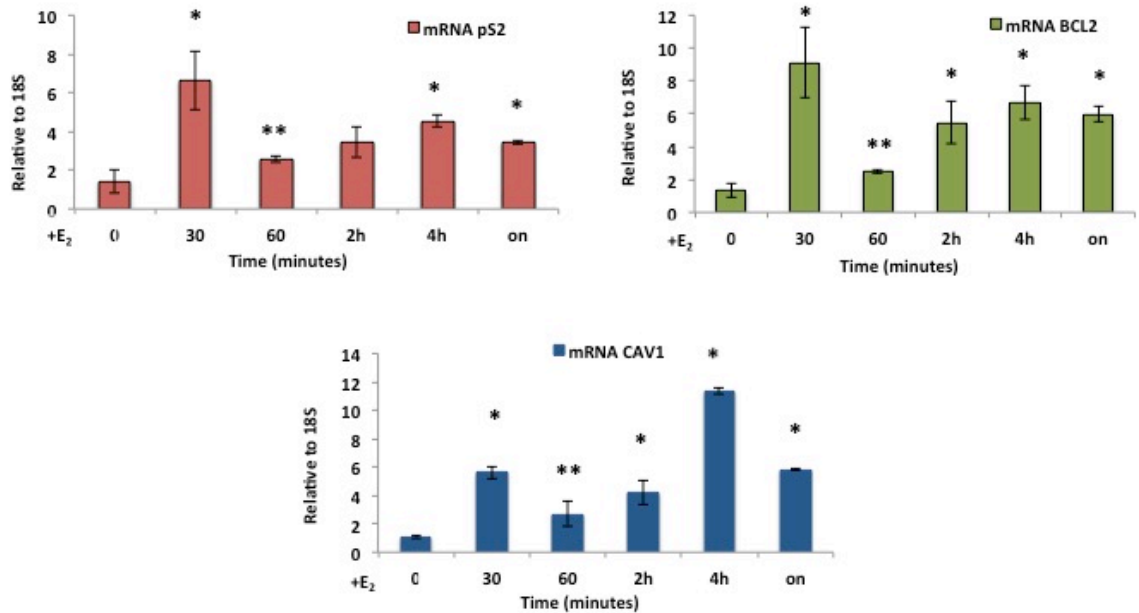 10
8
6
4
2
0
Relative to 18S
mRNA pS2
*
**
*
*
+E2 0 30 60 2h 4h on
Time (minutes)
12
10
8
6
4
2
0
Relative to 18S
mRNA BCL2
*
**
*
*
*
+E2 0 30 60 2h 4h on
Time (minutes)
14
12
10
8
6
4
2
0
Relative to 18S
mRNA CAV1
*
**
*
*
*
+E2 0 30 60 2h 4h on
Time (minutes)